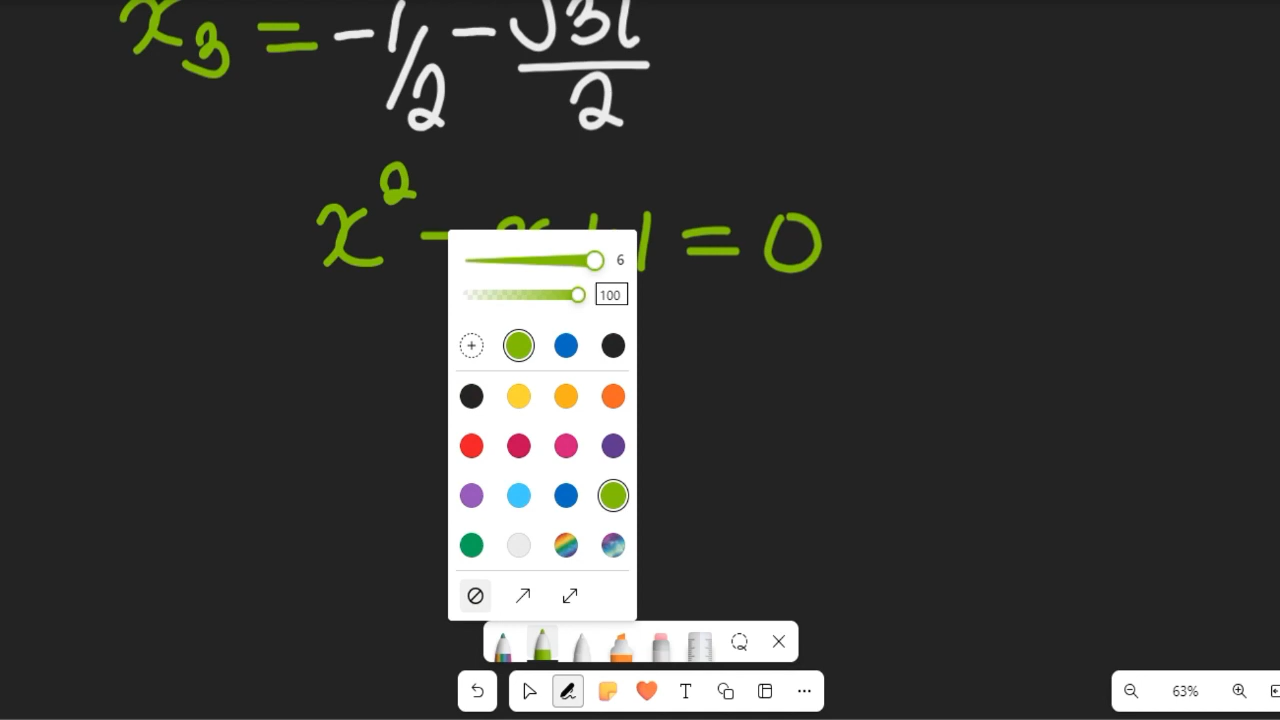 x₃ = -1/2 - √3i/2
x² - x + 1 = 0
6
100
T
63%